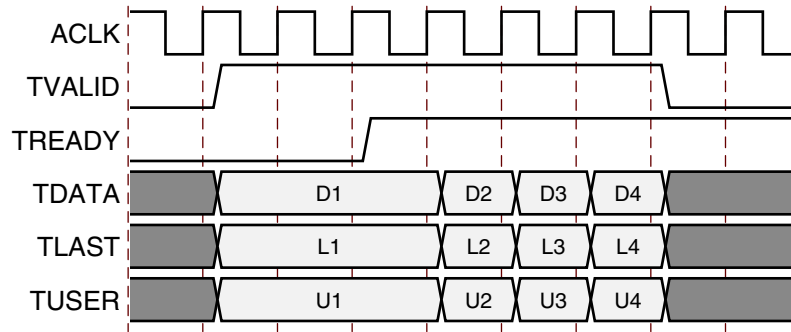 ACLK
TVALID
TREADY
TDATA D1 D2 D3 D4
TLAST L1 L2 L3 L4
TUSER U1 U2 U3 U4